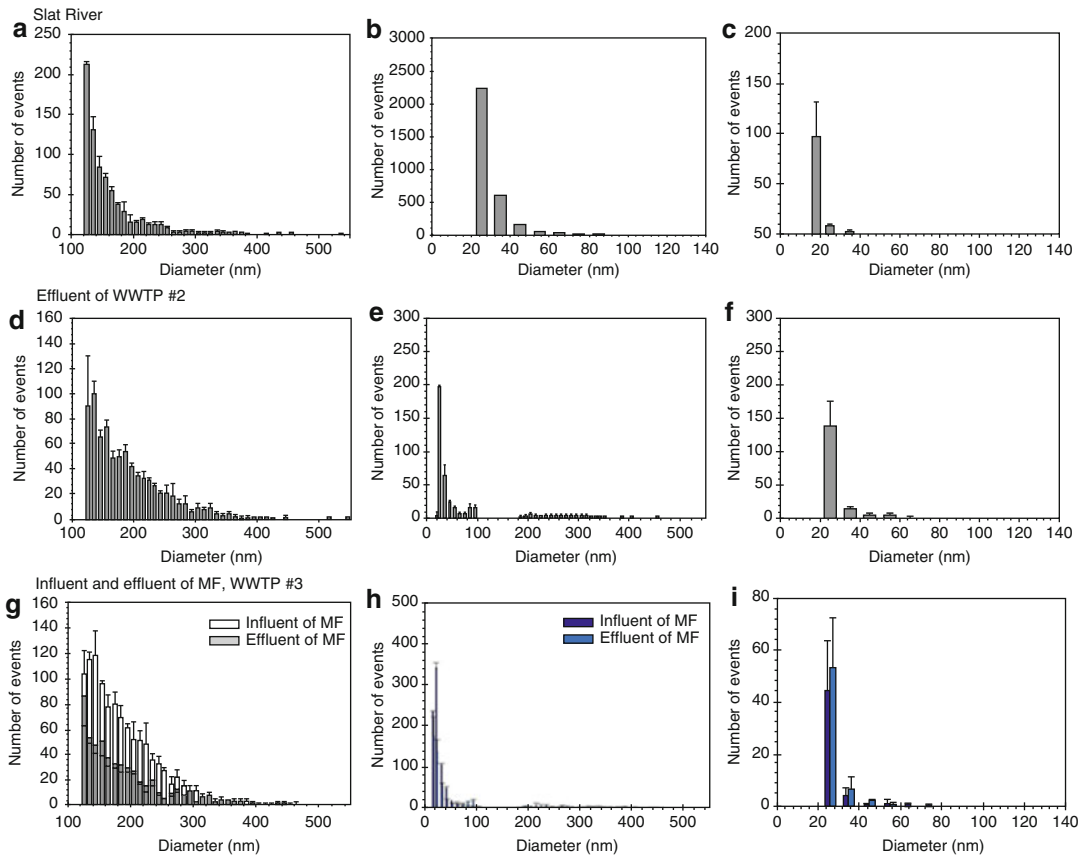 Slat River
a
250
200
150
100
50
0
Number of events
100 200 300 400 500
Diameter (nm)
b
3000
2500
2000
1500
1000
500
0
Number of events
0 20 40 60 80 100 120 140
Diameter (nm)
c
200
150
100
50
50
Number of events
0 20 40 60 80 100 120 140
Diameter (nm)
Effluent of WWTP #2
d
160
140
120
100
80
60
40
20
0
Number of events
100 200 300 400 500
Diameter (nm)
e
300
250
200
150
100
50
0
Number of events
0 100 200 300 400 500
Diameter (nm)
f
300
250
200
150
100
50
0
Number of events
0 20 40 60 80 100 120 140
Diameter (nm)
Influent and effluent of MF, WWTP #3
g
160
140
120
100
80
60
40
20
0
Number of events
Influent of MF
Effluent of MF
100 200 300 400 500
Diameter (nm)
h
500
400
300
200
100
0
Number of events
Influent of MF
Effluent of MF
0 100 200 300 400 500
Diameter (nm)
i
80
60
40
20
0
Number of events
Influent of MF
Effluent of MF
0 20 40 60 80 100 120 140
Diameter (nm)